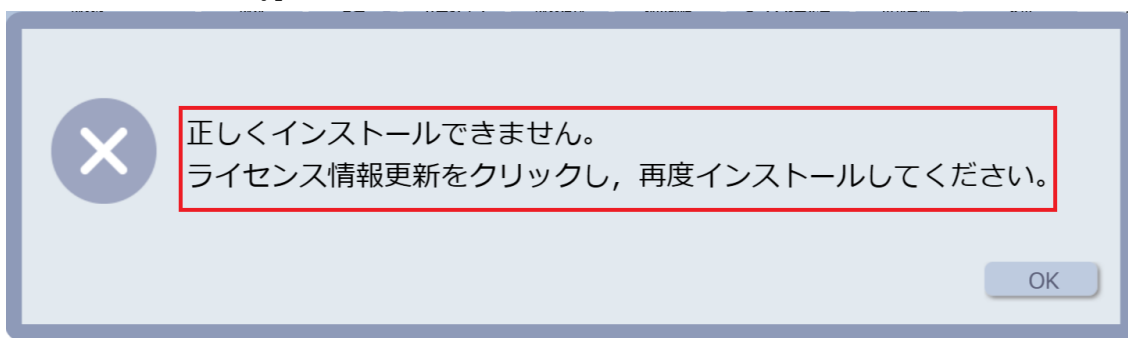 正しくインストールできません。
ライセンス情報更新をクリックし，再度インストールしてください。
OK